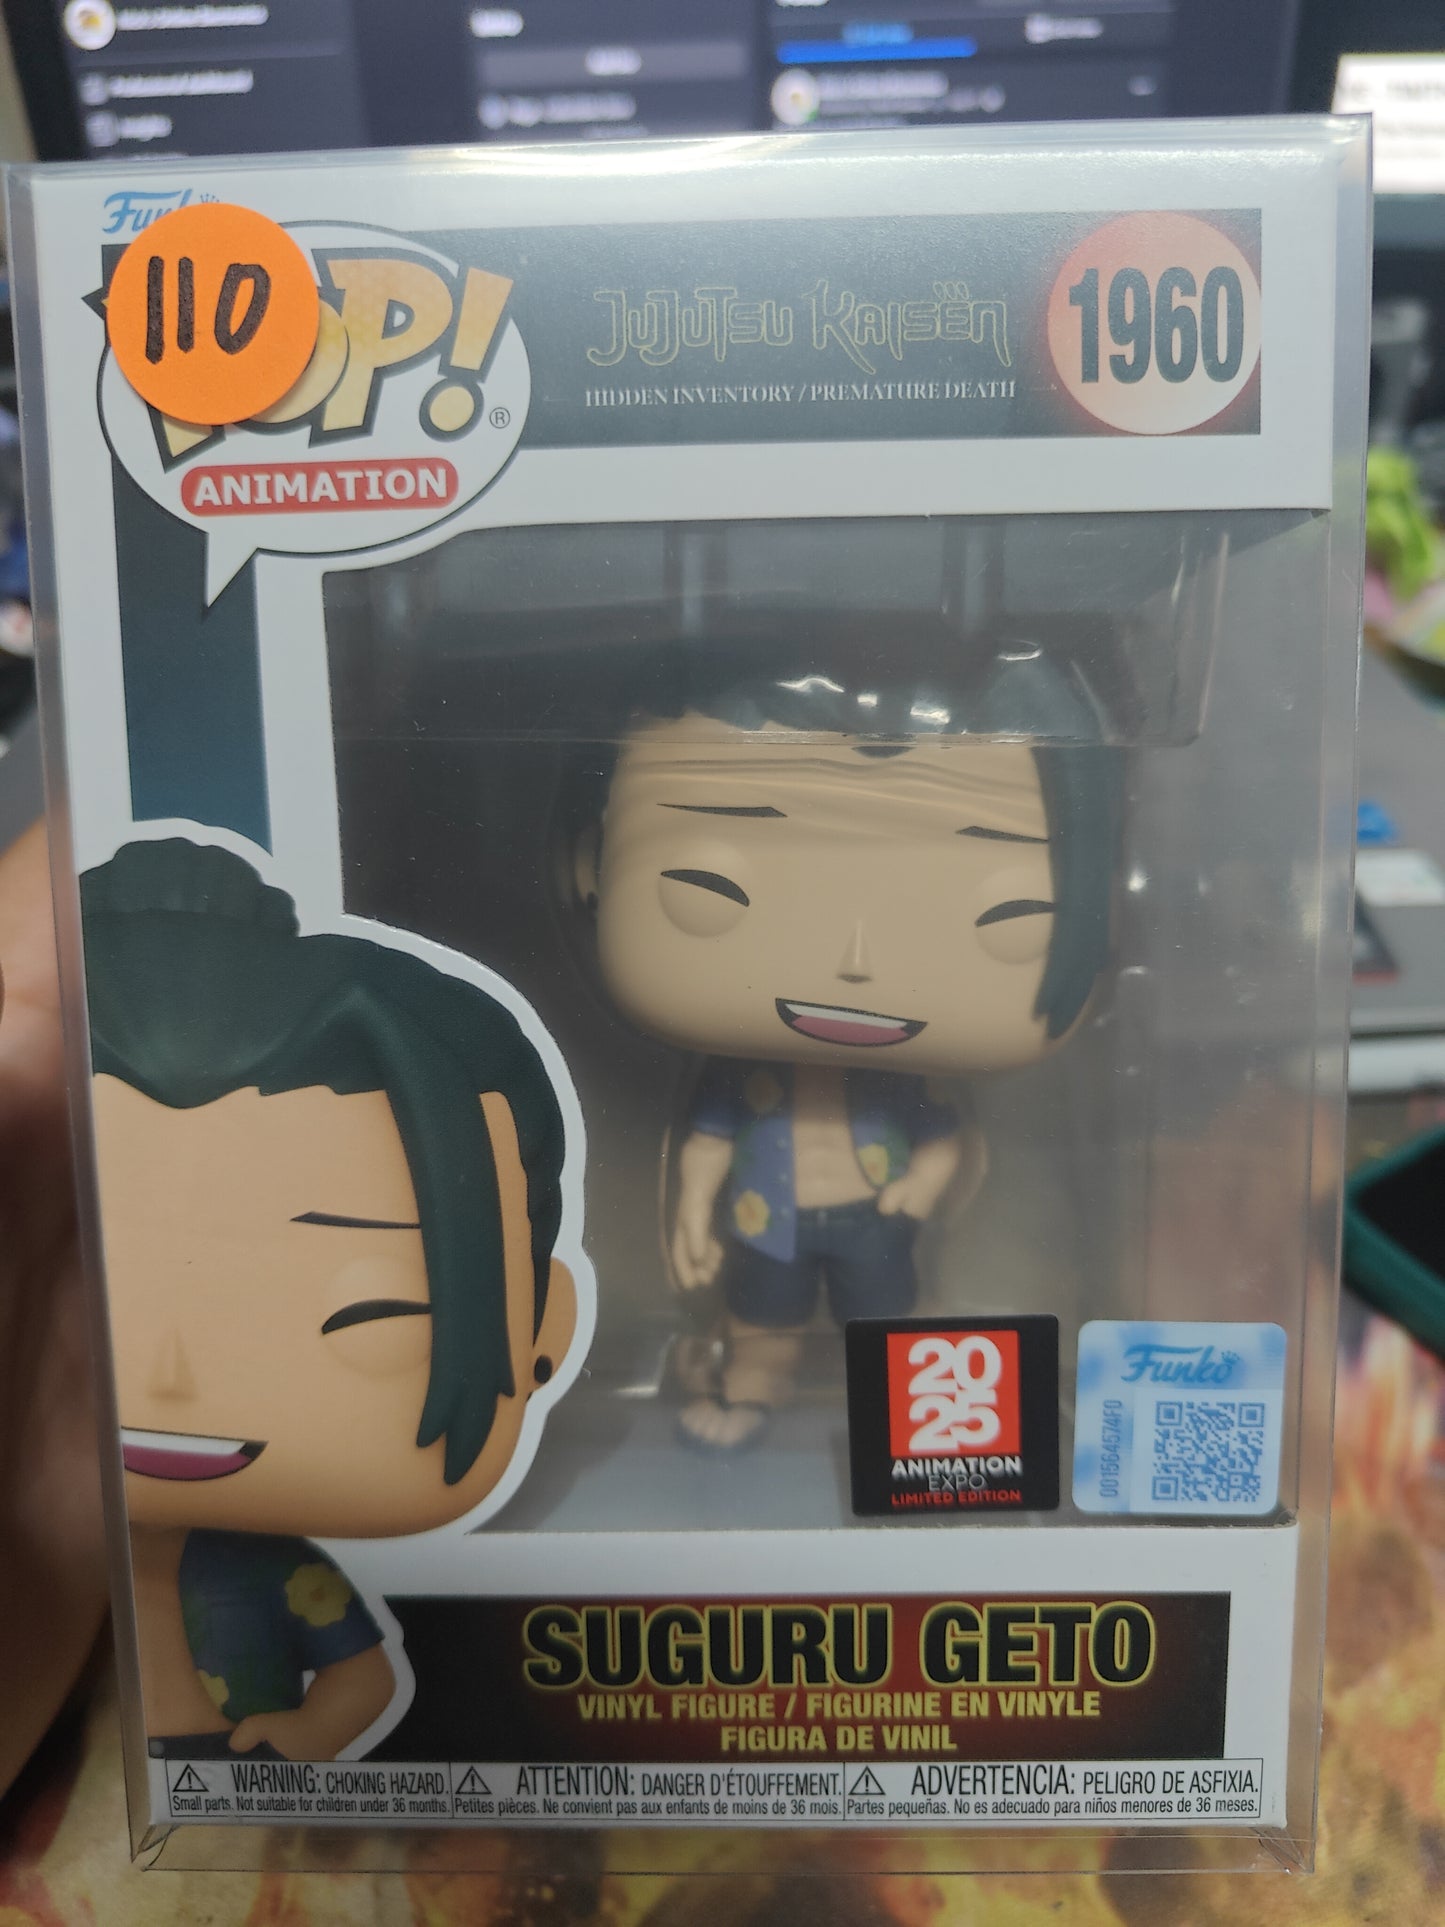 110
POP!
®
ANIMATION
JUJUTSU KAISEN
HIDDEN INVENTORY / PREMATURE DEATH
1960
2025
ANIMATION
EXPO
LIMITED EDITION
Funko
001564574F0
SUGURU GETO
VINYL FIGURE / FIGURINE EN VINYLE
FIGURA DE VINIL
WARNING: CHOKING HAZARD.
Small parts. Not suitable for children under 36 months.
ATTENTION: DANGER D'ÉTOUFFEMENT.
Petites pièces. Ne convient pas aux enfants de moins de 36 mois.
ADVERTENCIA: PELIGRO DE ASFIXIA.
Partes pequeñas. No es adecuado para niños menores de 36 meses.